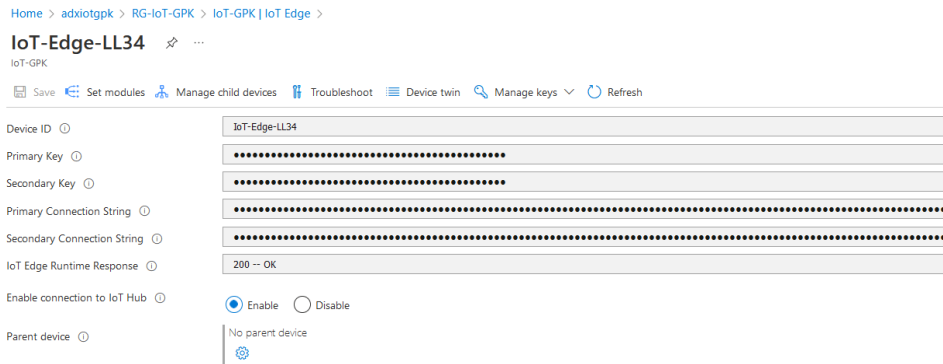 Home > adxiotgpk > RG-IoT-GPK > IoT-GPK | IoT Edge >
IoT-Edge-LL34 ...
IoT-GPK
Save Set modules Manage child devices Troubleshoot Device twin Manage keys Refresh
Device ID IoT-Edge-LL34
Primary Key
Secondary Key
Primary Connection String
Secondary Connection String
IoT Edge Runtime Response 200 -- OK
Enable connection to IoT Hub Enable Disable
Parent device No parent device